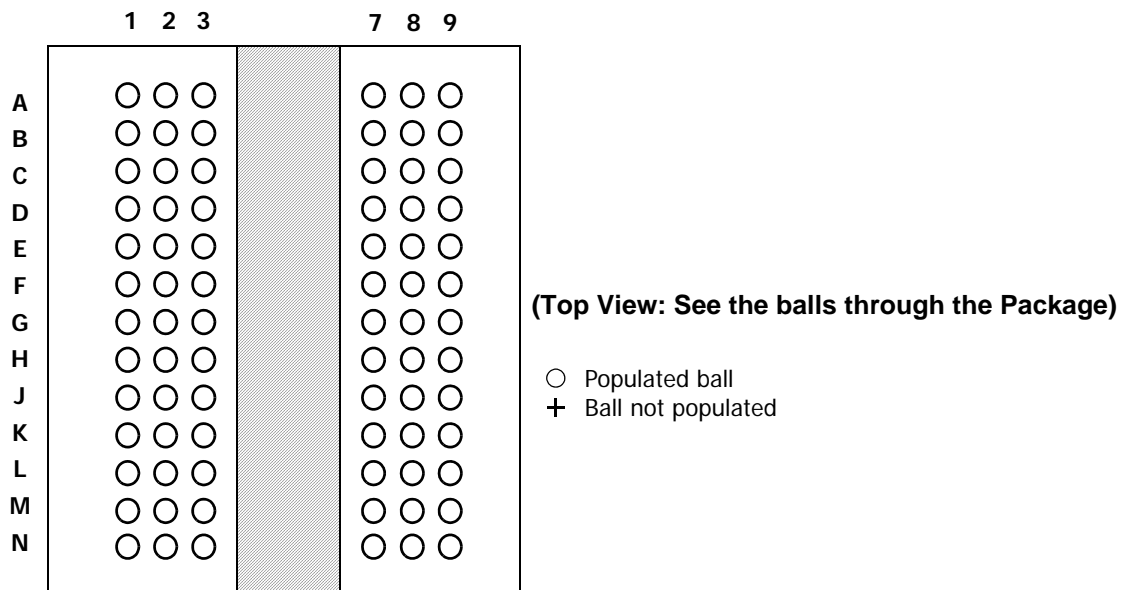 1 2 3 7 8 9
A
B
C
D
E
F
G
H
J
K
L
M
N
(Top View: See the balls through the Package)
Populated ball
Ball not populated